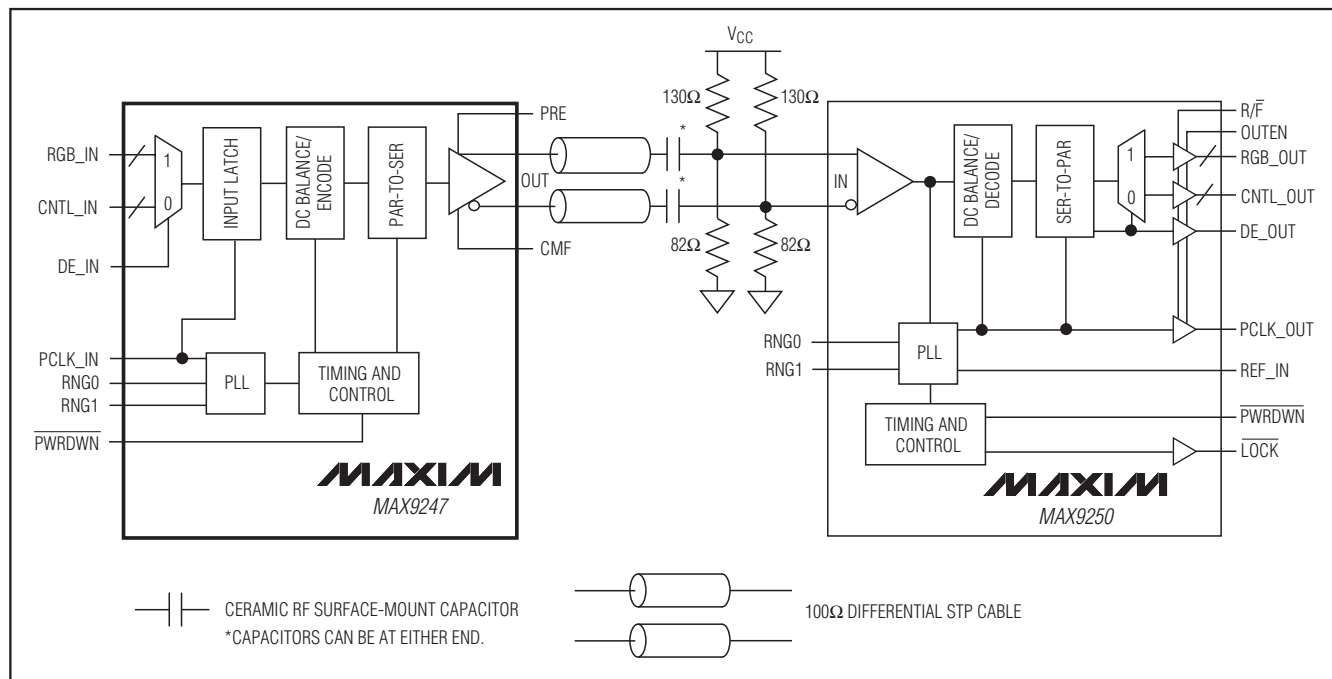 VCC
130Ω
130Ω
PRE
*
*
RGB_IN
1
CNTL_IN
0
DE_IN
INPUT LATCH
DC BALANCE/
ENCODE
PAR-TO-SER
OUT
CMF
PCLK_IN
RNG0
RNG1
PWRDWN
PLL
TIMING AND
CONTROL
MAXIM
MAX9247
82Ω
82Ω
IN
DC BALANCE/
DECODE
SER-TO-PAR
1
0
R/F
OUTEN
RGB_OUT
CNTL_OUT
DE_OUT
PCLK_OUT
RNG0
RNG1
PLL
REF_IN
TIMING AND
CONTROL
PWRDWN
LOCK
MAXIM
MAX9250
CERAMIC RF SURFACE-MOUNT CAPACITOR
*CAPACITORS CAN BE AT EITHER END.
100Ω DIFFERENTIAL STP CABLE